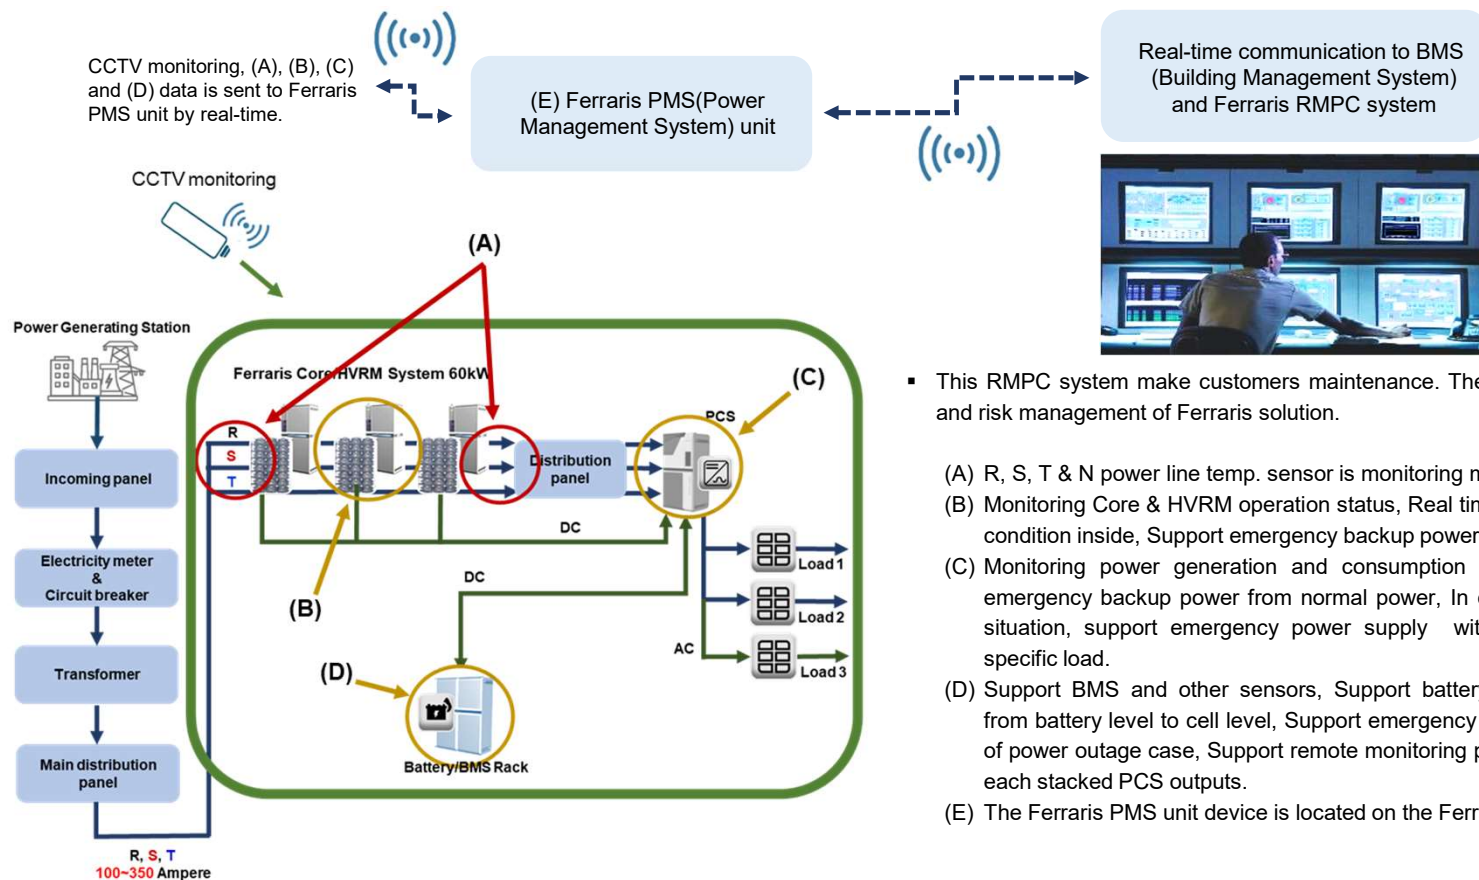 CCTV monitoring, (A), (B), (C)
and (D) data is sent to Ferraris
PMS unit by real-time.
(E) Ferraris PMS(Power
Management System) unit
Real-time communication to BMS
(Building Management System)
and Ferraris RMPC system
CCTV monitoring
(A)
Power Generating Station
Ferraris Core/HVRM System 60kW
(C)
PCS
R
S
T
Distribution
panel
Incoming panel
DC
Electricity meter
&
Circuit breaker
DC
Load 1
(B)
Load 2
AC
Load 3
Transformer
(D)
Main distribution
panel
Battery/BMS Rack
R, S, T
100~350 Ampere
▪ This RMPC system make customers maintenance. The
and risk management of Ferraris solution.
(A) R, S, T & N power line temp. sensor is monitoring
(B) Monitoring Core & HVRM operation status, Real
condition inside, Support emergency backup power
(C) Monitoring power generation and consumption
emergency backup power from normal power, In
situation, support emergency power supply
specific load.
(D) Support BMS and other sensors, Support
from battery level to cell level, Support emergency
of power outage case, Support remote monitoring
each stacked PCS outputs.
(E) The Ferraris PMS unit device is located on the